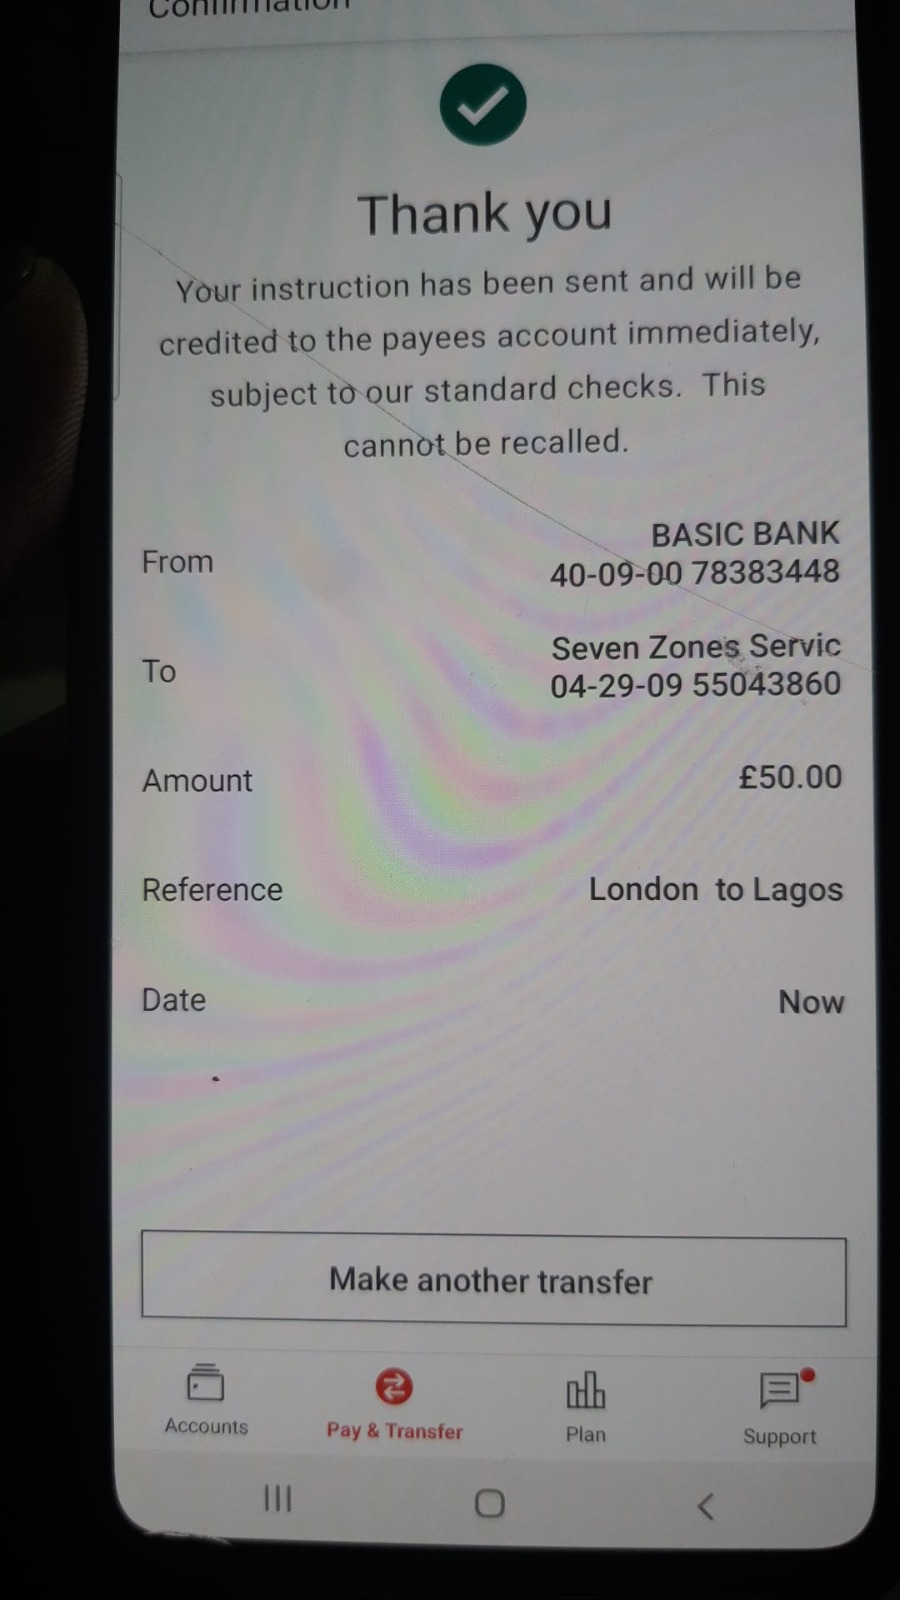 Confirmation
Thank you
Your instruction has been sent and will be
credited to the payees account immediately,
subject to our standard checks. This
cannot be recalled.
From
BASIC BANK
40-09-00 78383448
To
Seven Zones Servic
04-29-09 55043860
Amount
£50.00
Reference
London to Lagos
Date
Now
Make another transfer
Accounts
Pay & Transfer
Plan
Support